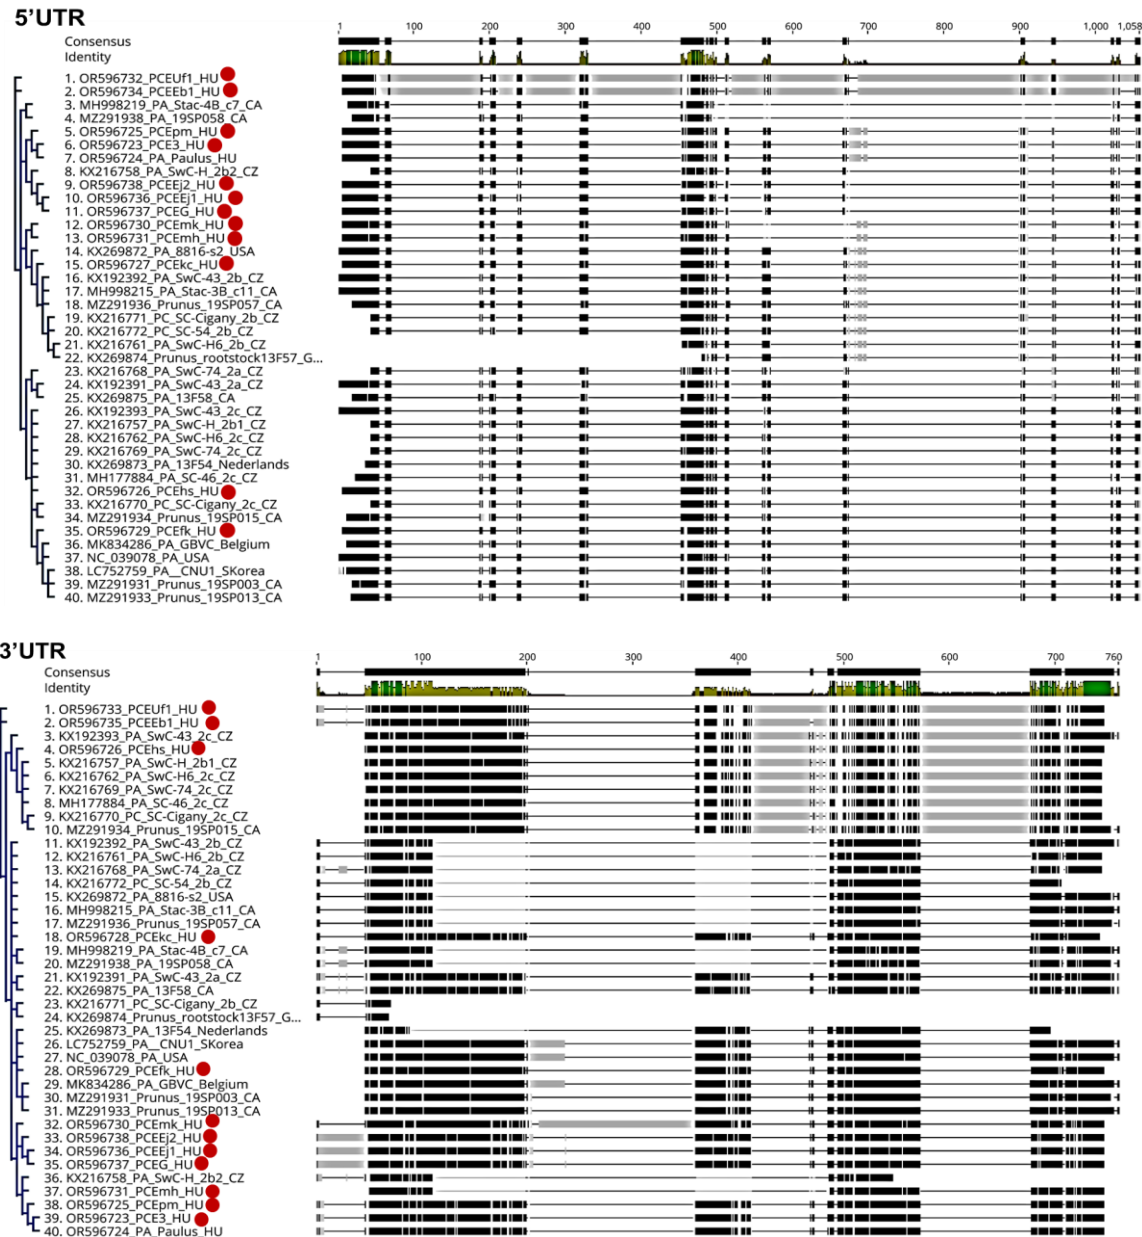 5'UTR
1 100 200 300 400 500 600 700 800 900 1,000 1,058
Consensus
Identity
1. OR596732_PCEUf1_HU
2. OR596734_PCEEb1_HU
3. MH998219_PA_Stac-4B_c7_CA
4. MZ291938_PA_19SP058_CA
5. OR596725_PCEpm_HU
6. OR596723_PCE3_HU
7. OR596724_PA_Paulus_HU
8. KX216758_PA_SwC-H_2b2_CZ
9. OR596738_PCEEj2_HU
10. OR596736_PCEEj1_HU
11. OR596737_PCEG_HU
12. OR596730_PCEmk_HU
13. OR596731_PCEmh_HU
14. KX269872_PA_8816-s2_USA
15. OR596727_PCEkc_HU
16. KX192392_PA_SwC-43_2b_CZ
17. MH998215_PA_Stac-3B_c11_CA
18. MZ291936_Prunus_19SP057_CA
19. KX216771_PC_SC-Cigany_2b_CZ
20. KX216772_PC_SC-54_2b_CZ
21. KX216761_PA_SwC-H6_2b_CZ
22. KX269874_Prunus_rootstock13F57_G...
23. KX216768_PA_SwC-74_2a_CZ
24. KX192391_PA_SwC-43_2a_CZ
25. KX269875_PA_13F58_CA
26. KX192393_PA_SwC-43_2c_CZ
27. KX216757_PA_SwC-H_2b1_CZ
28. KX216762_PA_SwC-H6_2c_CZ
29. KX216769_PA_SwC-74_2c_CZ
30. KX269873_PA_13F54_Nederlands
31. MH177884_PA_SC-46_2c_CZ
32. OR596726_PCEhs_HU
33. KX216770_PC_SC-Cigany_2c_CZ
34. MZ291934_Prunus_19SP015_CA
35. OR596729_PCEfk_HU
36. MK834286_PA_GBVC_Belgium
37. NC_039078_PA_USA
38. LC752759_PA__CNU1_SKorea
39. MZ291931_Prunus_19SP003_CA
40. MZ291933_Prunus_19SP013_CA
3'UTR
1 100 200 300 400 500 600 700 760
Consensus
Identity
1. OR596733_PCEUf1_HU
2. OR596735_PCEEb1_HU
3. KX192393_PA_SwC-43_2c_CZ
4. OR596726_PCEhs_HU
5. KX216757_PA_SwC-H_2b1_CZ
6. KX216762_PA_SwC-H6_2c_CZ
7. KX216769_PA_SwC-74_2c_CZ
8. MH177884_PA_SC-46_2c_CZ
9. KX216770_PC_SC-Cigany_2c_CZ
10. MZ291934_Prunus_19SP015_CA
11. KX192392_PA_SwC-43_2b_CZ
12. KX216761_PA_SwC-H6_2b_CZ
13. KX216768_PA_SwC-74_2a_CZ
14. KX216772_PC_SC-54_2b_CZ
15. KX269872_PA_8816-s2_USA
16. MH998215_PA_Stac-3B_c11_CA
17. MZ291936_Prunus_19SP057_CA
18. OR596728_PCEkc_HU
19. MH998219_PA_Stac-4B_c7_CA
20. MZ291938_PA_19SP058_CA
21. KX192391_PA_SwC-43_2a_CZ
22. KX269875_PA_13F58_CA
23. KX216771_PC_SC-Cigany_2b_CZ
24. KX269874_Prunus_rootstock13F57_G...
25. KX269873_PA_13F54_Nederlands
26. LC752759_PA__CNU1_SKorea
27. NC_039078_PA_USA
28. OR596729_PCEfk_HU
29. MK834286_PA_GBVC_Belgium
30. MZ291931_Prunus_19SP003_CA
31. MZ291933_Prunus_19SP013_CA
32. OR596730_PCEmk_HU
33. OR596738_PCEEj2_HU
34. OR596736_PCEEj1_HU
35. OR596737_PCEG_HU
36. KX216758_PA_SwC-H_2b2_CZ
37. OR596731_PCEmh_HU
38. OR596725_PCEpm_HU
39. OR596723_PCE3_HU
40. OR596724_PA_Paulus_HU